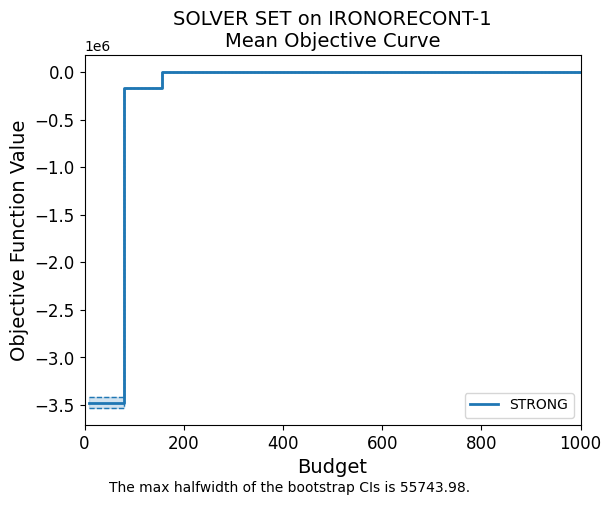 SOLVER SET on IRONORECONT-1
Mean Objective Curve
1e6
0.0
−0.5
−1.0
−1.5
−2.0
−2.5
−3.0
−3.5
Objective Function Value
STRONG
0 200 400 600 800 1000
Budget
The max halfwidth of the bootstrap CIs is 55743.98.